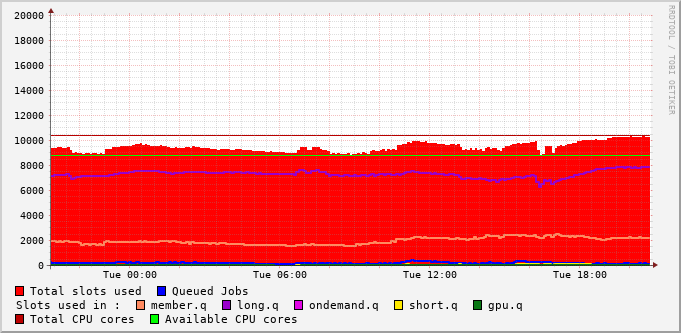 20000
18000
16000
14000
12000
10000
8000
6000
4000
2000
0
Tue 00:00 Tue 06:00 Tue 12:00 Tue 18:00
Total slots used Queued Jobs
Slots used in : member.q long.q ondemand.q short.q gpu.q
Total CPU cores Available CPU cores
RRDTOOL / TOBI OETIKER